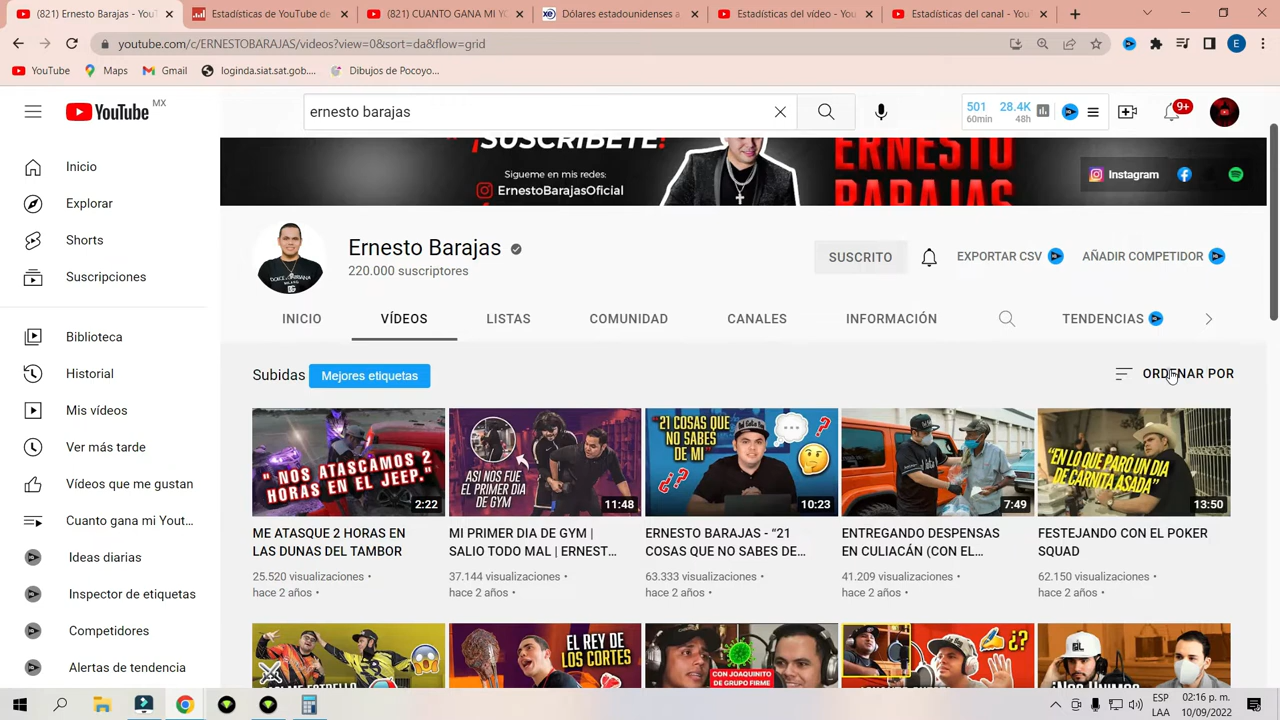 (821) Ernesto Barajas - YouT
Estadísticas de YouTube de
(821) CUANTO GANA MI YO
Dólares estadounidenses a
Estadísticas del vídeo - You
Estadísticas del canal - You
youtube.com/c/ERNESTOBARAJAS/videos?view=0&sort=da&flow=grid
E
YouTube
Maps
Gmail
loginda.siat.sat.gob....
Dibujos de Pocoyo...
YouTube MX
ernesto barajas
501 28.4K
60min 48h
9+
Inicio
Explorar
Shorts
Suscripciones
Biblioteca
Historial
Mis vídeos
Ver más tarde
Vídeos que me gustan
Cuanto gana mi Yout...
Ideas diarias
Inspector de etiquetas
Competidores
Alertas de tendencia
¡SUSCRÍBETE!
Sigueme en mis redes:
ErnestoBarajasOficial
ERNESTO
BARAJAS
Instagram
Ernesto Barajas
220.000 suscriptores
SUSCRITO
EXPORTAR CSV
AÑADIR COMPETIDOR
INICIO
VÍDEOS
LISTAS
COMUNIDAD
CANALES
INFORMACIÓN
TENDENCIAS
Subidas
Mejores etiquetas
ORDENAR POR
" NOS ATASCAMOS 2
HORAS EN EL JEEP."
2:22
ASI NOS FUE
EL PRIMER DIA
DE GYM
11:48
21 COSAS
QUE NO
SABES
DE MI
10:23
7:49
"EN LO QUE PARÓ UN DIA
DE CARNITA ASADA"
13:50
ME ATASQUE 2 HORAS EN
LAS DUNAS DEL TAMBOR
25.520 visualizaciones •
hace 2 años •
MI PRIMER DIA DE GYM |
SALIO TODO MAL | ERNEST...
37.144 visualizaciones •
hace 2 años •
ERNESTO BARAJAS - “21
COSAS QUE NO SABES DE...
63.333 visualizaciones •
hace 2 años •
ENTREGANDO DESPENSAS
EN CULIACÁN (CON EL...
41.209 visualizaciones •
hace 2 años •
FESTEJANDO CON EL POKER
SQUAD
62.150 visualizaciones •
hace 2 años •
EL REY DE
LOS CORTES
CON JOAQUINITO
DE GRUPO FIRME
ESP
LAA
02:16 p. m.
10/09/2022